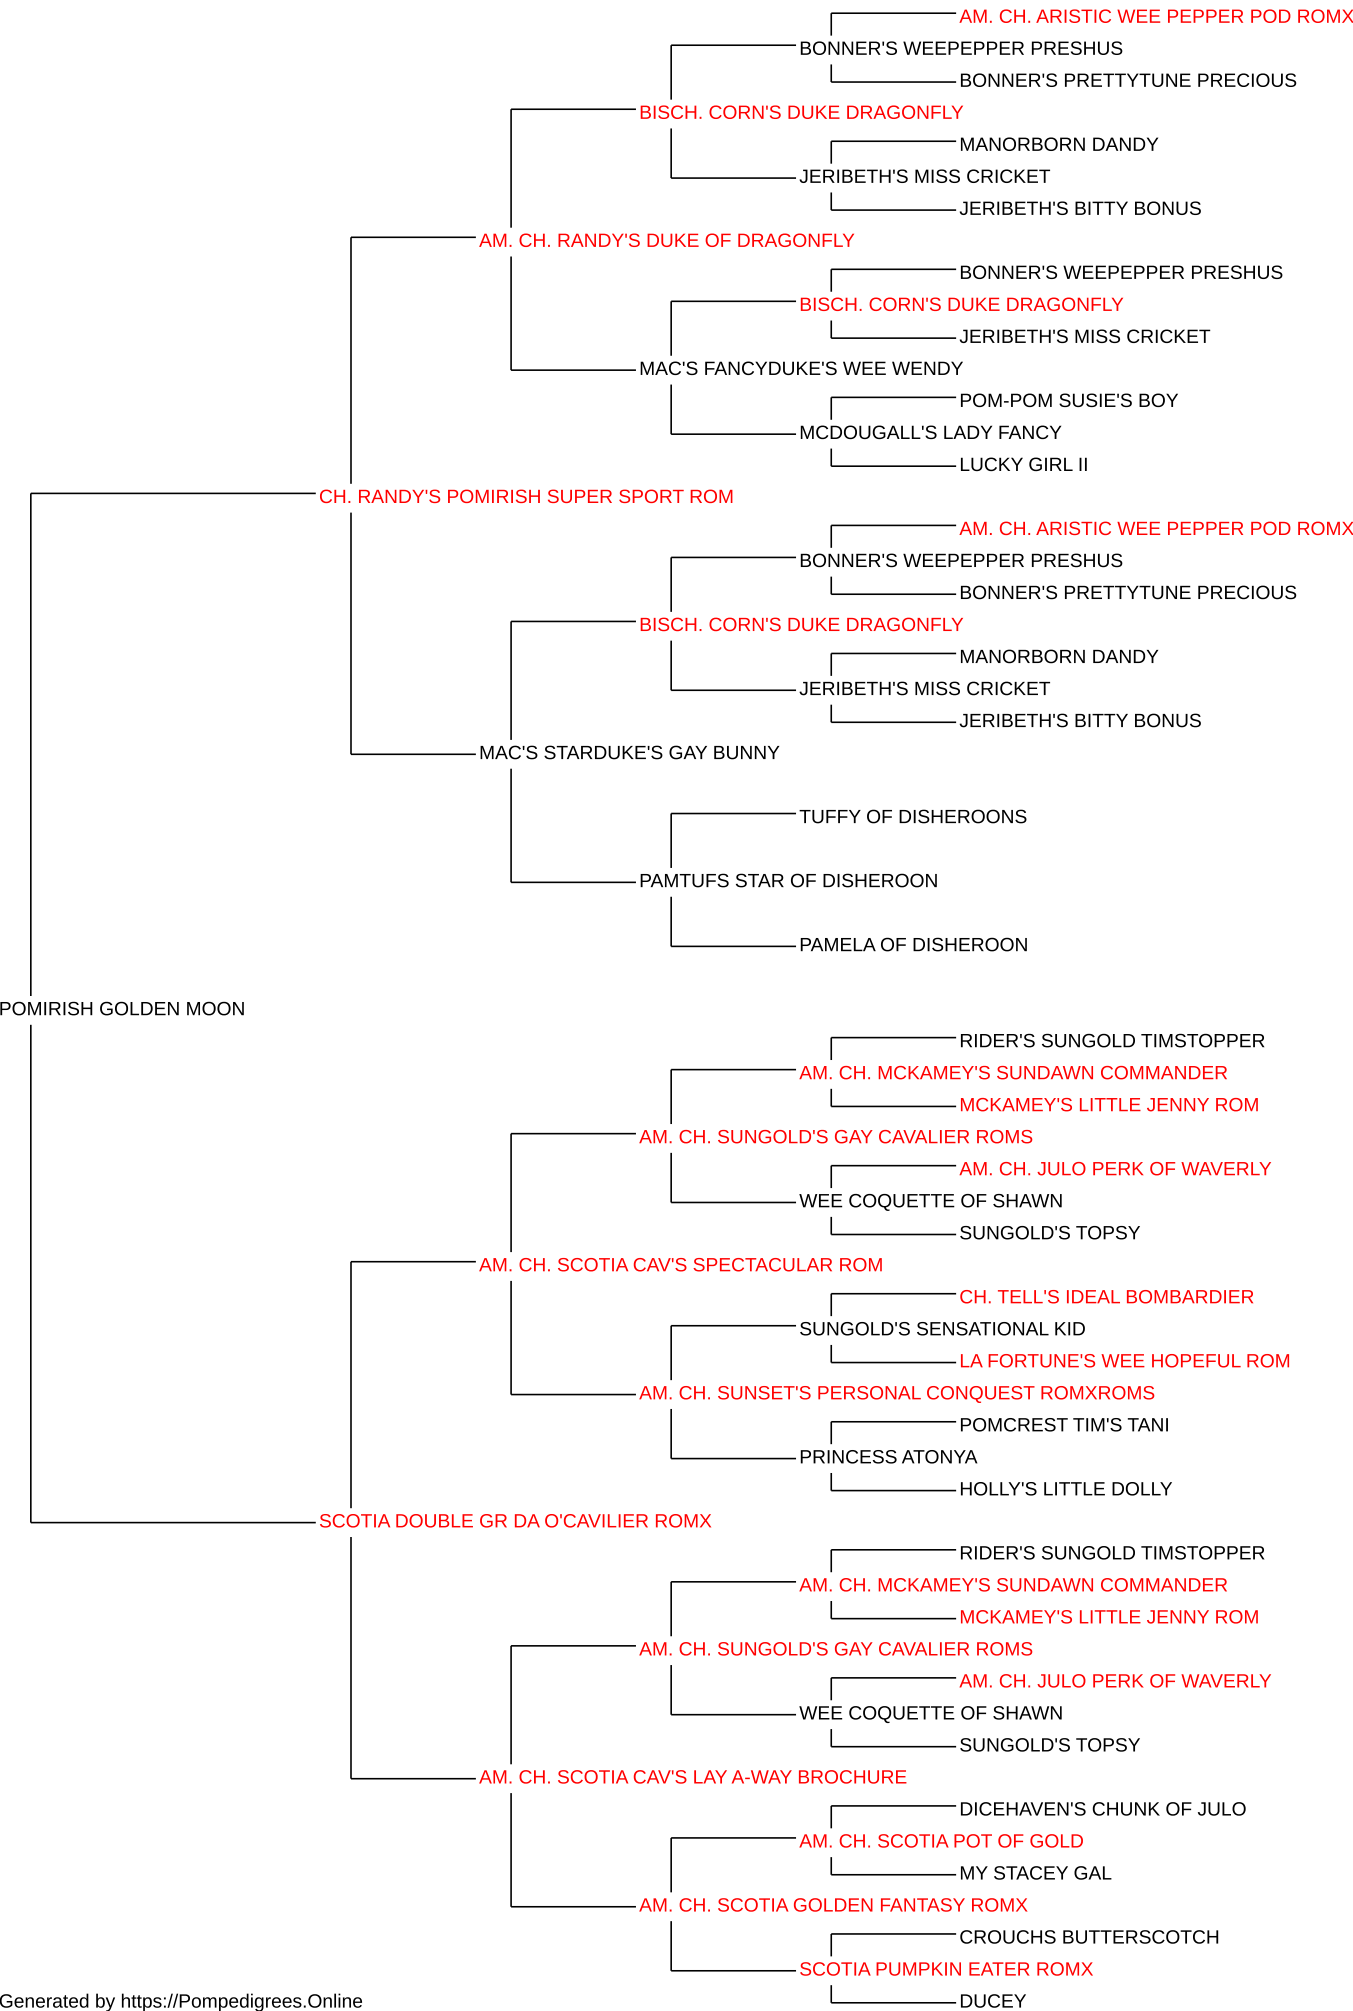 AM. CH. ARISTIC WEE PEPPER POD ROMX
BONNER'S WEEPEPPER PRESHUS
BONNER'S PRETTYTUNE PRECIOUS
BISCH. CORN'S DUKE DRAGONFLY
MANORBORN DANDY
JERIBETH'S MISS CRICKET
JERIBETH'S BITTY BONUS
AM. CH. RANDY'S DUKE OF DRAGONFLY
BONNER'S WEEPEPPER PRESHUS
BISCH. CORN'S DUKE DRAGONFLY
JERIBETH'S MISS CRICKET
MAC'S FANCYDUKE'S WEE WENDY
POM-POM SUSIE'S BOY
MCDOUGALL'S LADY FANCY
LUCKY GIRL II
CH. RANDY'S POMIRISH SUPER SPORT ROM
AM. CH. ARISTIC WEE PEPPER POD ROMX
BONNER'S WEEPEPPER PRESHUS
BONNER'S PRETTYTUNE PRECIOUS
BISCH. CORN'S DUKE DRAGONFLY
MANORBORN DANDY
JERIBETH'S MISS CRICKET
JERIBETH'S BITTY BONUS
MAC'S STARDUKE'S GAY BUNNY
TUFFY OF DISHEROONS
PAMTUFS STAR OF DISHEROON
PAMELA OF DISHEROON
POMIRISH GOLDEN MOON
RIDER'S SUNGOLD TIMSTOPPER
AM. CH. MCKAMEY'S SUNDAWN COMMANDER
MCKAMEY'S LITTLE JENNY ROM
AM. CH. SUNGOLD'S GAY CAVALIER ROMS
AM. CH. JULO PERK OF WAVERLY
WEE COQUETTE OF SHAWN
SUNGOLD'S TOPSY
AM. CH. SCOTIA CAV'S SPECTACULAR ROM
CH. TELL'S IDEAL BOMBARDIER
SUNGOLD'S SENSATIONAL KID
LA FORTUNE'S WEE HOPEFUL ROM
AM. CH. SUNSET'S PERSONAL CONQUEST ROMXROMS
POMCREST TIM'S TANI
PRINCESS ATONYA
HOLLY'S LITTLE DOLLY
SCOTIA DOUBLE GR DA O'CAVILIER ROMX
RIDER'S SUNGOLD TIMSTOPPER
AM. CH. MCKAMEY'S SUNDAWN COMMANDER
MCKAMEY'S LITTLE JENNY ROM
AM. CH. SUNGOLD'S GAY CAVALIER ROMS
AM. CH. JULO PERK OF WAVERLY
WEE COQUETTE OF SHAWN
SUNGOLD'S TOPSY
AM. CH. SCOTIA CAV'S LAY A-WAY BROCHURE
DICEHAVEN'S CHUNK OF JULO
AM. CH. SCOTIA POT OF GOLD
MY STACEY GAL
AM. CH. SCOTIA GOLDEN FANTASY ROMX
CROUCHS BUTTERSCOTCH
SCOTIA PUMPKIN EATER ROMX
DUCEY
Generated by https://Pompedigrees.Online